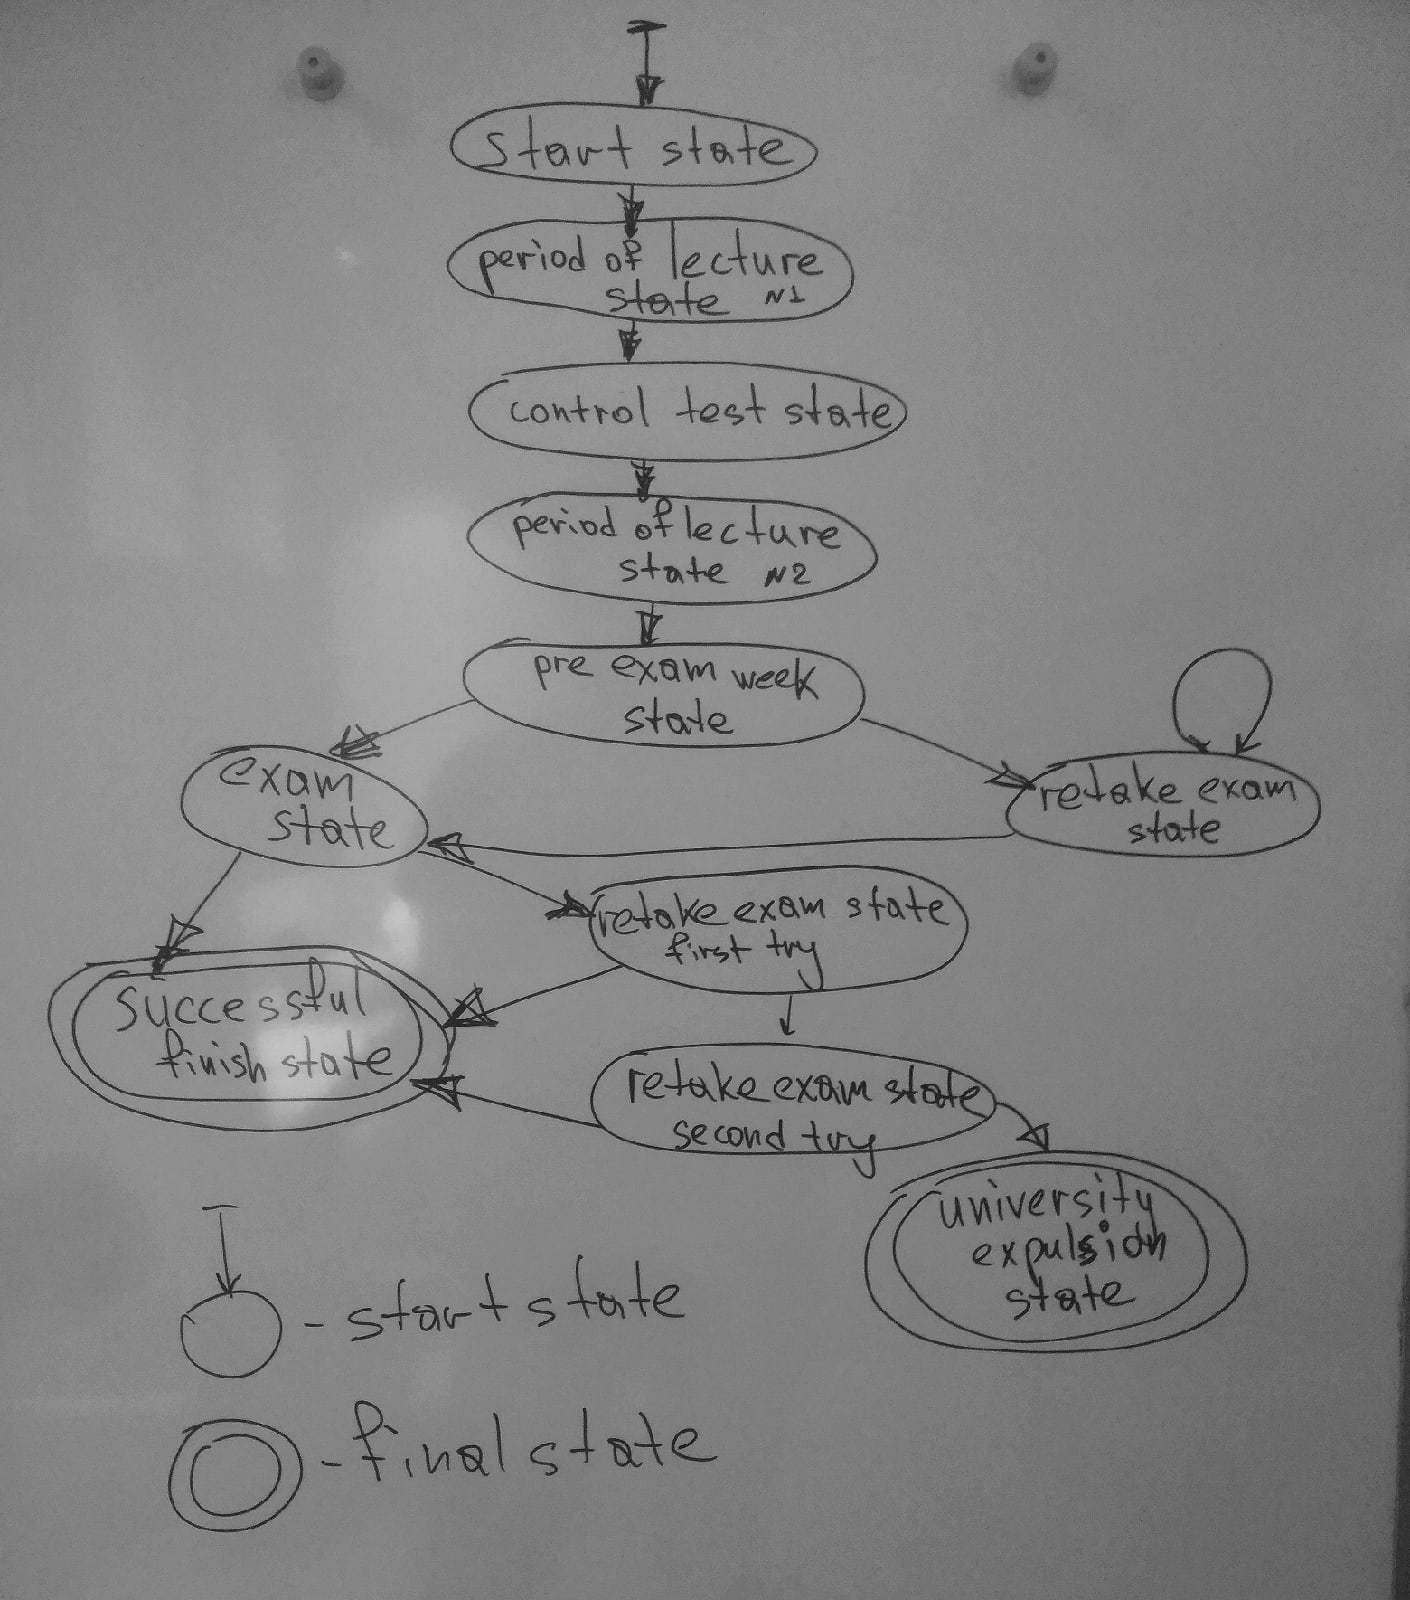 start state
period of lecture
state N1
control test state
period of lecture
state N2
pre exam week
state
exam
state
retake exam
state
retake exam state
first try
successful
finish state
retake exam state
second try
university
expulsion
state
- start state
- final state